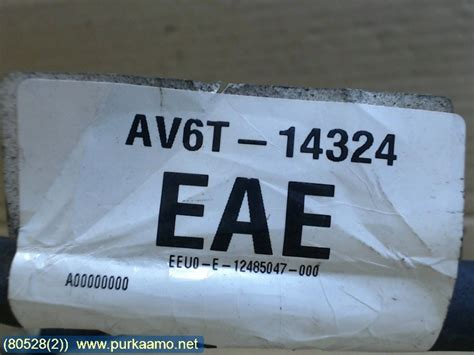 AV6T-14324
EAE
EEU0-E-12485047-000
A00000000
(80528(2)) www.purkaamo.net